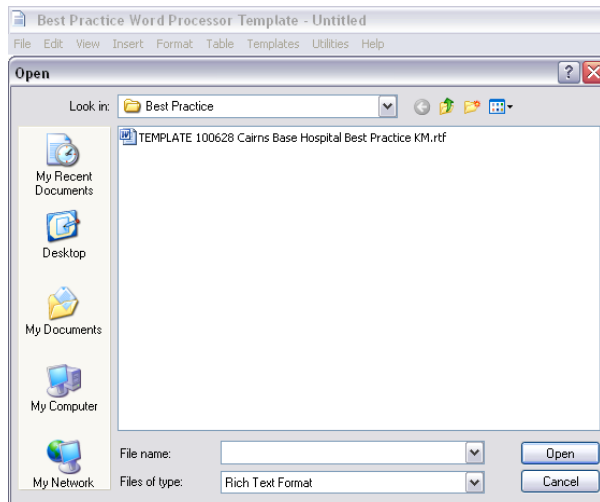 Best Practice Word Processor Template - Untitled
File Edit View Insert Format Table Templates Utilities Help
Open
Look in: Best Practice
TEMPLATE 100628 Cairns Base Hospital Best Practice KM.rtf
My Recent
Documents
Desktop
My Documents
My Computer
My Network
File name: Open
Files of type: Rich Text Format Cancel